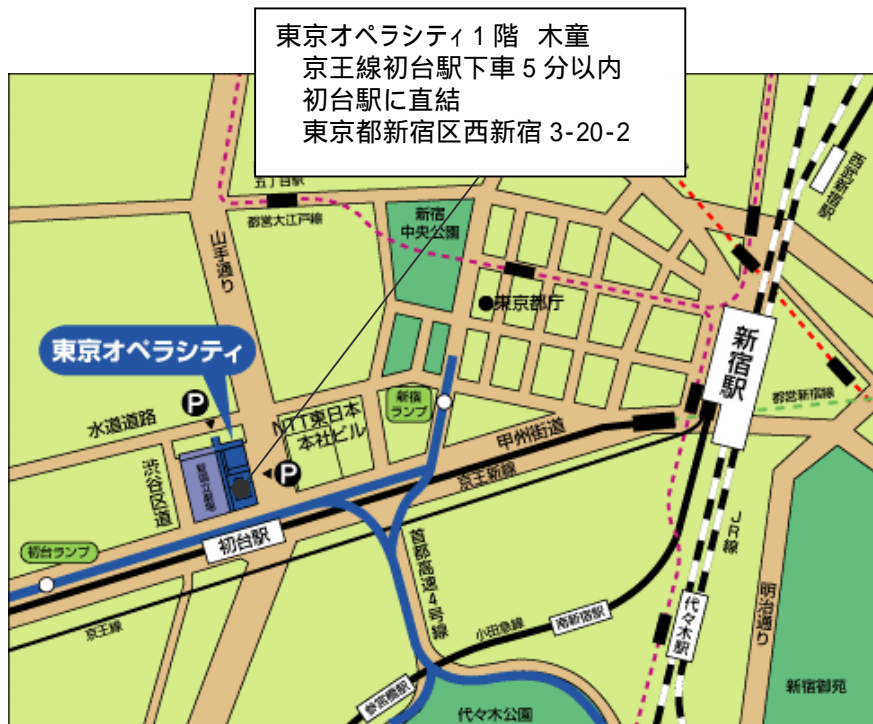 東京オペラシティ 1 階 木童
京王線初台駅下車 5 分以内
初台駅に直結
東京都新宿区西新宿 3-20-2
西武新宿駅
五丁目駅
都営大江戸線
新宿
中央公園
山手通り
東京都庁
新宿駅
東京オペラシティ
都営新宿線
P
新宿
ランプ
水道道路
NTT東日本
本社ビル
甲州街道
渋谷区道
新国立劇場
P
京王新線
初台駅
初台ランプ
JR線
首都高速4号線
明治通り
京王線
小田急線
南新宿駅
代々木駅
参宮橋駅
新宿御苑
代々木公園